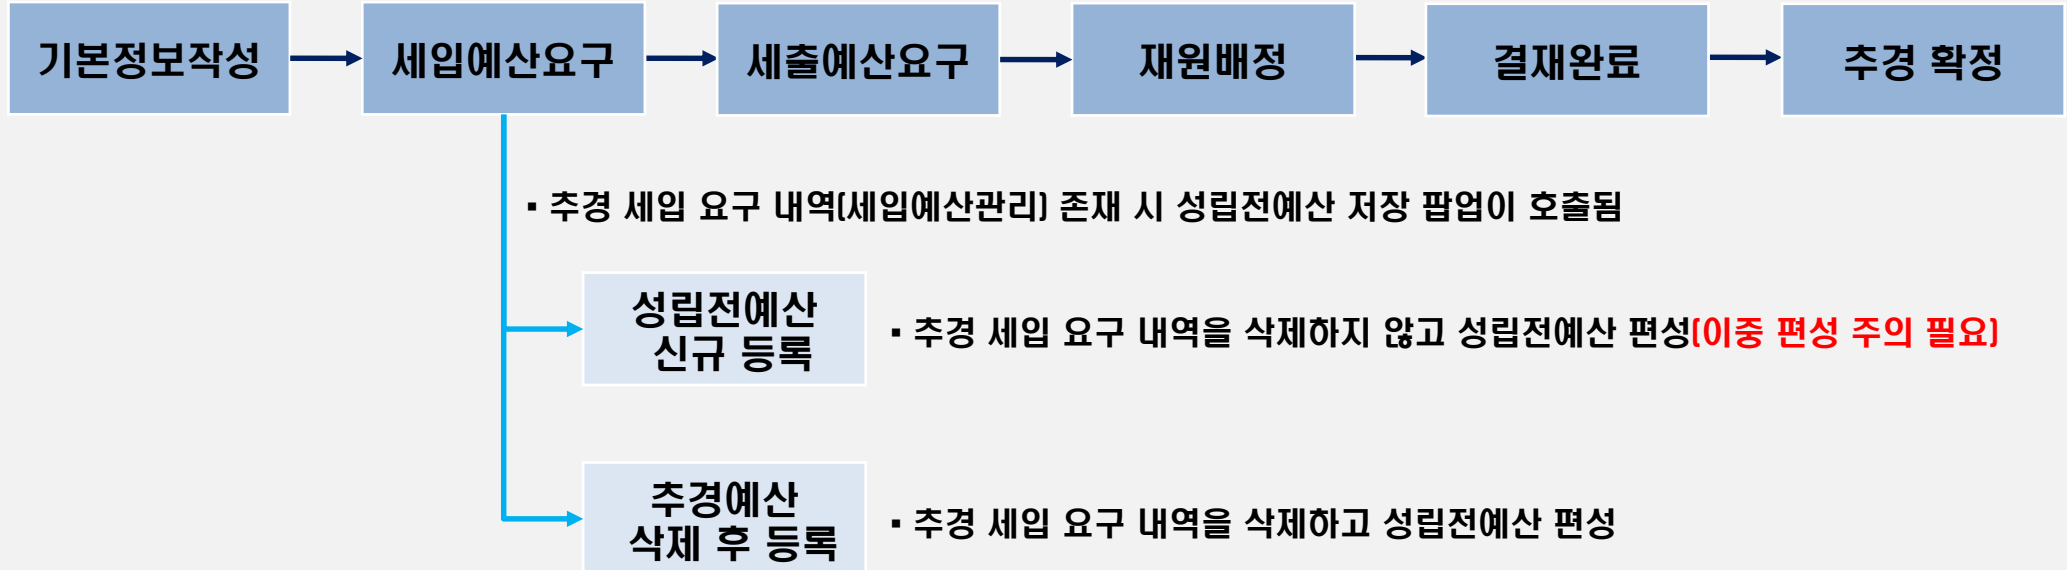 기본정보작성
세입예산요구
세출예산요구
재원배정
결재완료
추경 확정
▪ 추경 세입 요구 내역(세입예산관리) 존재 시 성립전예산 저장 팝업이 호출됨
성립전예산
신규 등록
▪ 추경 세입 요구 내역을 삭제하지 않고 성립전예산 편성(이중 편성 주의 필요)
추경예산
삭제 후 등록
▪ 추경 세입 요구 내역을 삭제하고 성립전예산 편성